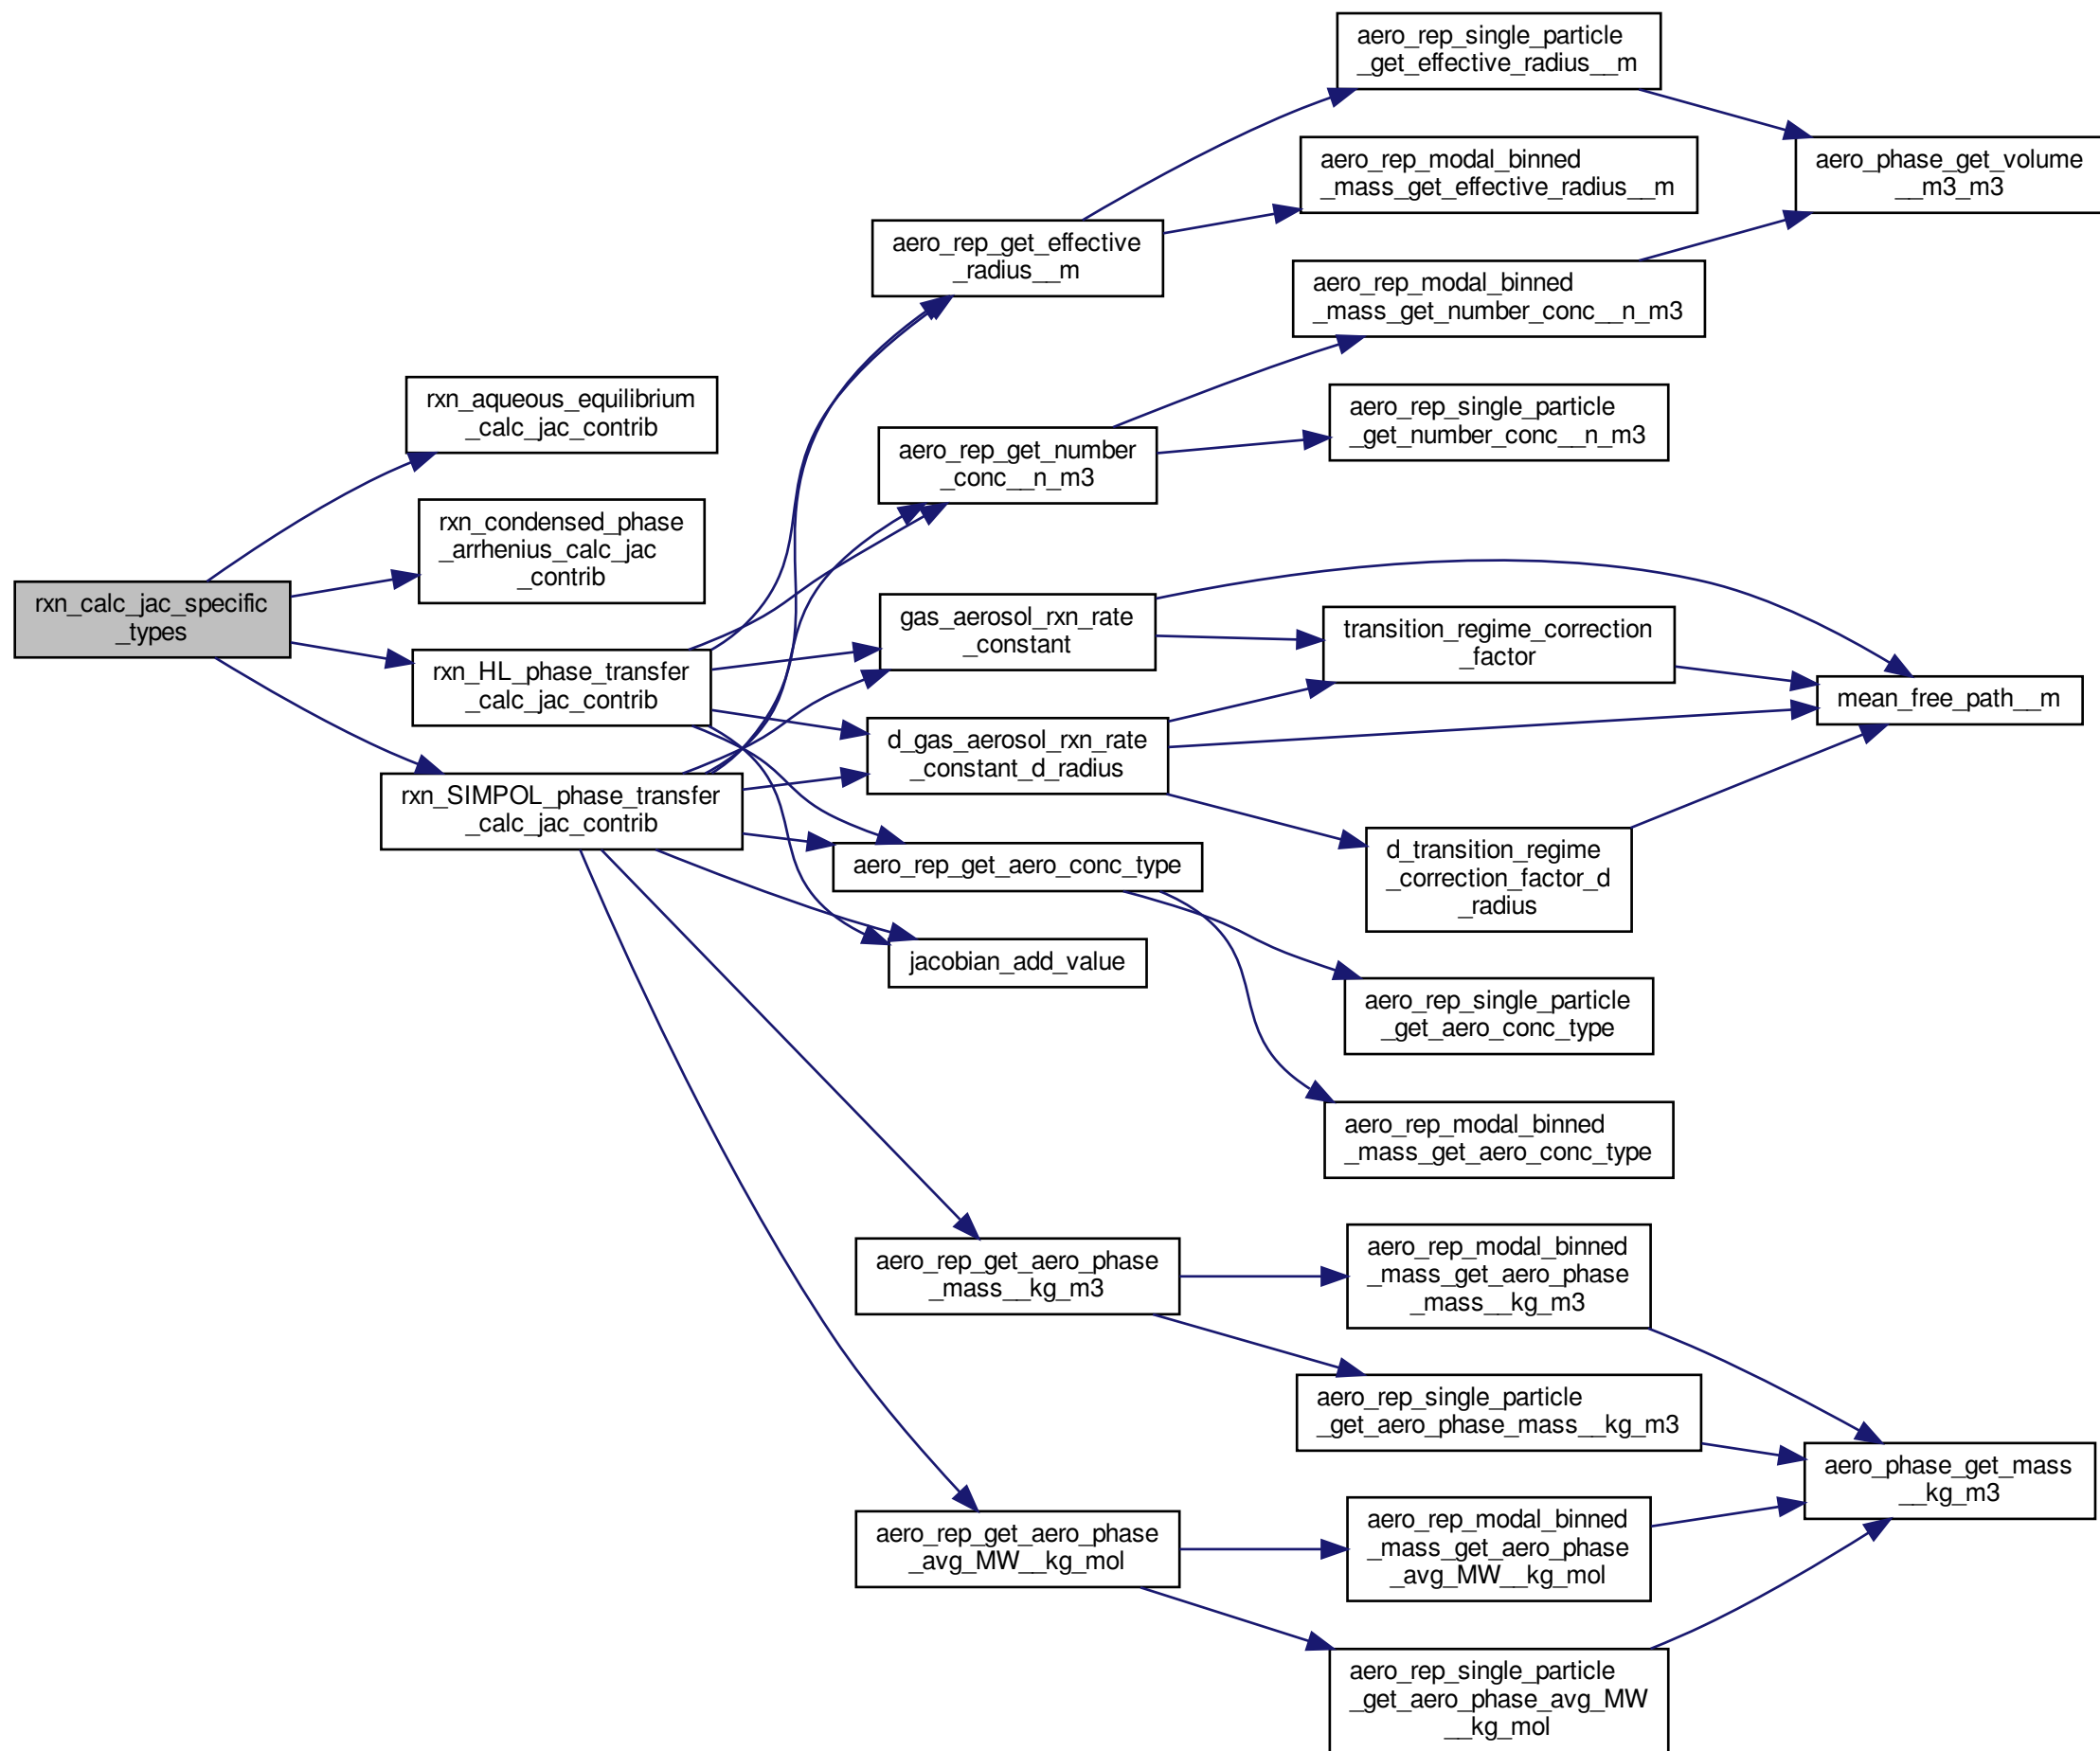 rxn_calc_jac_specific
_types
rxn_aqueous_equilibrium
_calc_jac_contrib
rxn_condensed_phase
_arrhenius_calc_jac
_contrib
rxn_HL_phase_transfer
_calc_jac_contrib
rxn_SIMPOL_phase_transfer
_calc_jac_contrib
aero_rep_get_effective
_radius__m
aero_rep_get_number
_conc__n_m3
gas_aerosol_rxn_rate
_constant
d_gas_aerosol_rxn_rate
_constant_d_radius
aero_rep_get_aero_conc_type
jacobian_add_value
aero_rep_get_aero_phase
_mass__kg_m3
aero_rep_get_aero_phase
_avg_MW__kg_mol
aero_rep_single_particle
_get_effective_radius__m
aero_rep_modal_binned
_mass_get_effective_radius__m
aero_rep_modal_binned
_mass_get_number_conc__n_m3
aero_rep_single_particle
_get_number_conc__n_m3
transition_regime_correction
_factor
d_transition_regime
_correction_factor_d
_radius
aero_rep_single_particle
_get_aero_conc_type
aero_rep_modal_binned
_mass_get_aero_conc_type
aero_rep_modal_binned
_mass_get_aero_phase
_mass__kg_m3
aero_rep_single_particle
_get_aero_phase_mass__kg_m3
aero_rep_modal_binned
_mass_get_aero_phase
_avg_MW__kg_mol
aero_rep_single_particle
_get_aero_phase_avg_MW
__kg_mol
aero_phase_get_volume
__m3_m3
mean_free_path__m
aero_phase_get_mass
__kg_m3